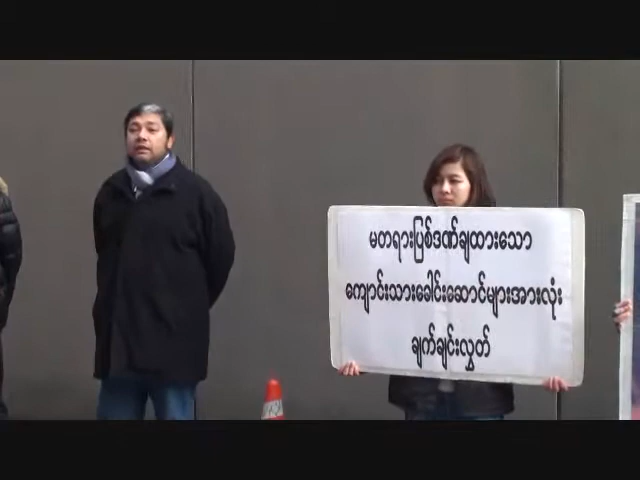 မတရားပြစ်ဒဏ်ချထားသော
ကျောင်းသားခေါင်းဆောင်များအားလုံး
ချက်ချင်းလွှတ်